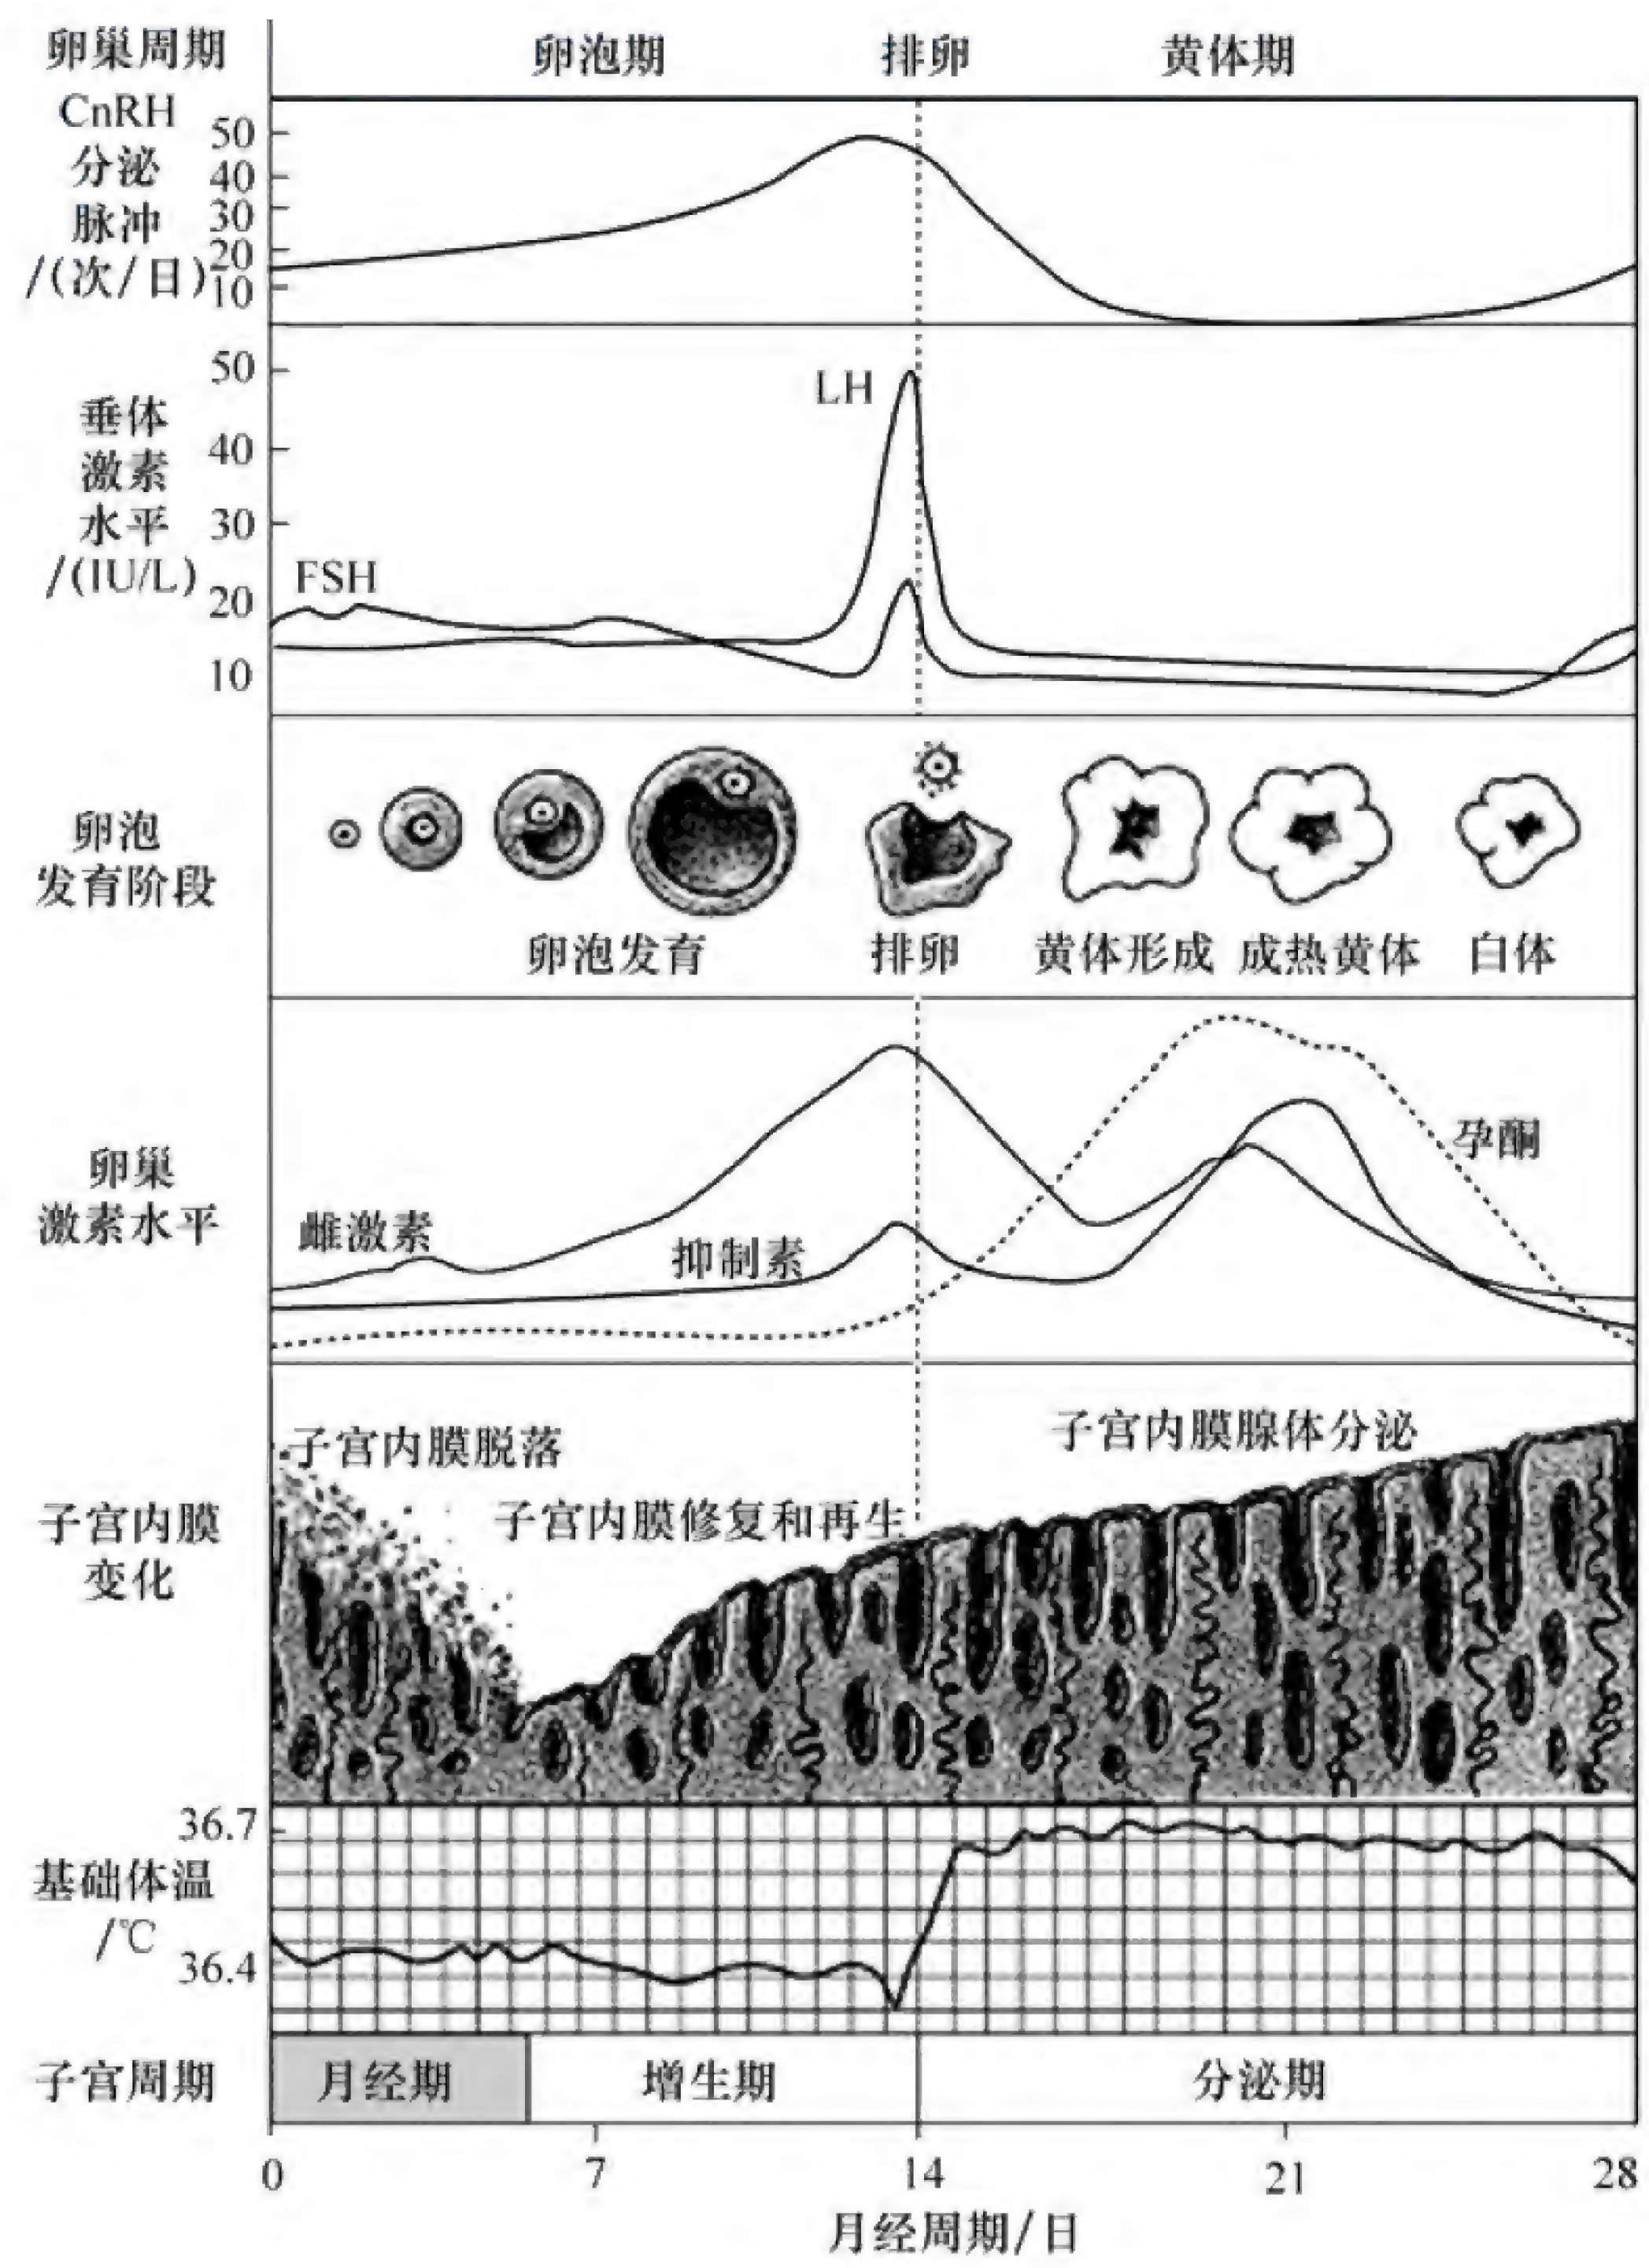 卵巢周期
卵泡期
排卵
黄体期
CnRH
分泌
脉冲
/(次/日)
50
40
30
20
10
垂体
激素
水平
/(IU/L)
50
40
30
20
10
LH
FSH
卵泡
发育阶段
卵泡发育
排卵
黄体形成
成热黄体
白体
卵巢
激素水平
雌激素
抑制素
孕酮
子宫内膜
变化
子宫内膜脱落
子宫内膜修复和再生
子宫内膜腺体分泌
基础体温
/℃
36.7
36.4
子宫周期
月经期
增生期
分泌期
0
7
14
21
28
月经周期/日